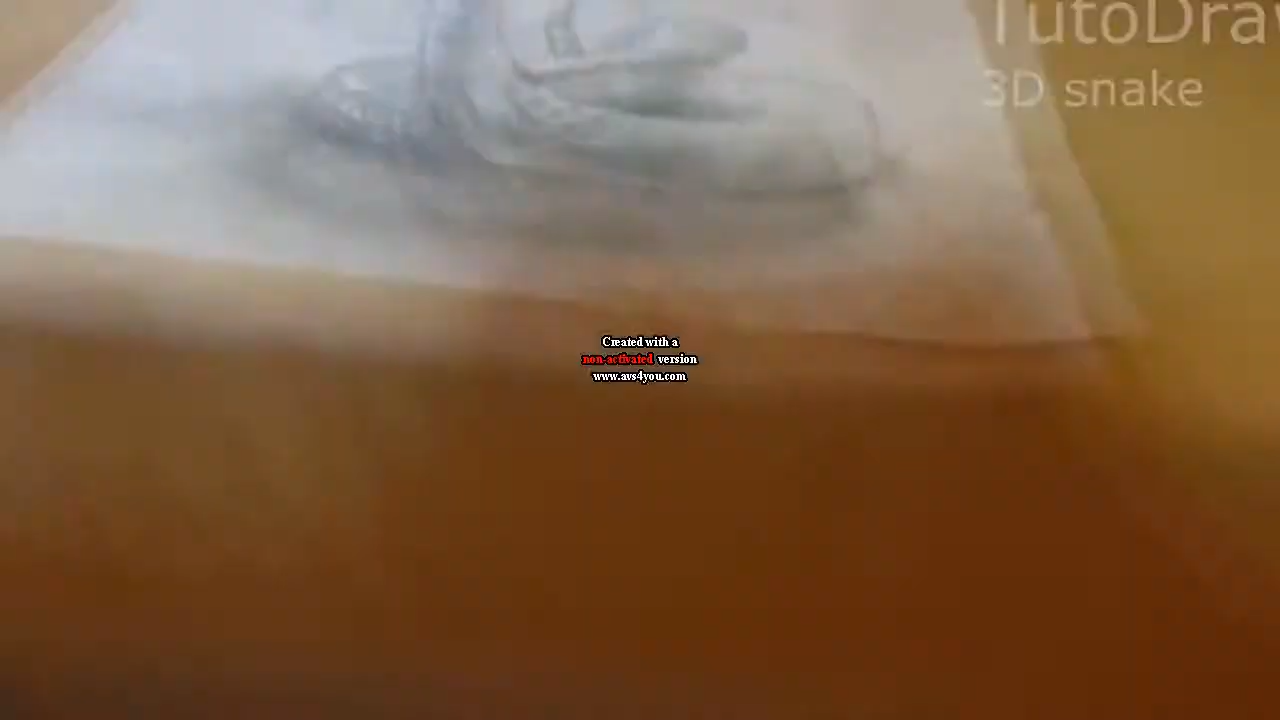 TutoDra
3D snake
Created with a
non-activated version
www.avs4you.com